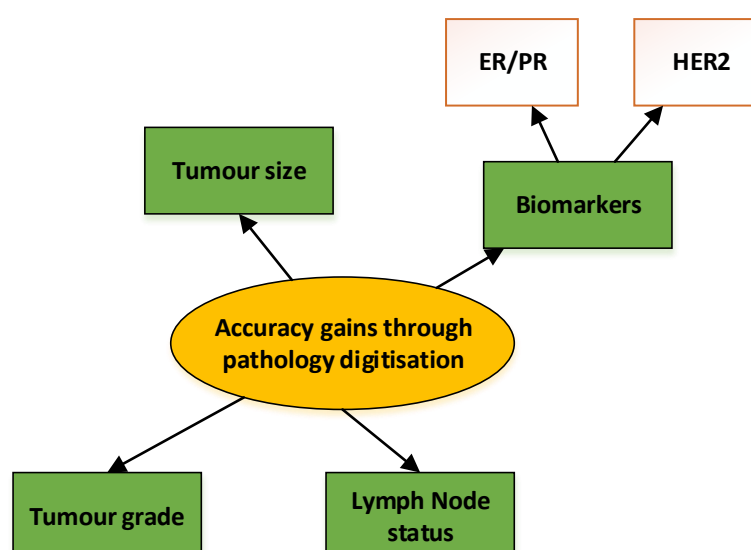 ER/PR
HER2
Tumour size
Biomarkers
Accuracy gains through
pathology digitisation
Tumour grade
Lymph Node
status